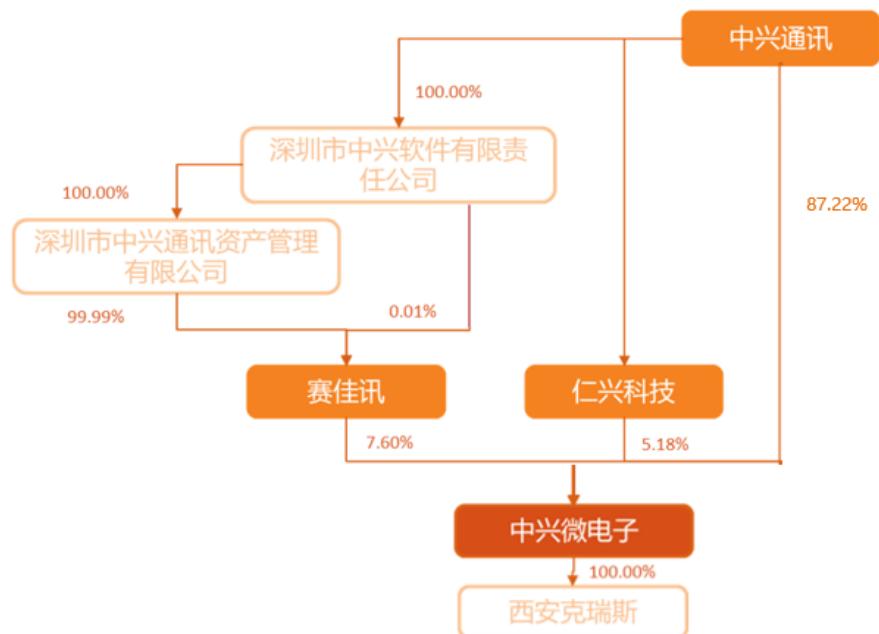 中兴通讯
100.00%
深圳市中兴软件有限责
任公司
100.00%
87.22%
深圳市中兴通讯资产管理
有限公司
99.99%
0.01%
赛佳讯
仁兴科技
7.60%
5.18%
中兴微电子
100.00%
西安克瑞斯